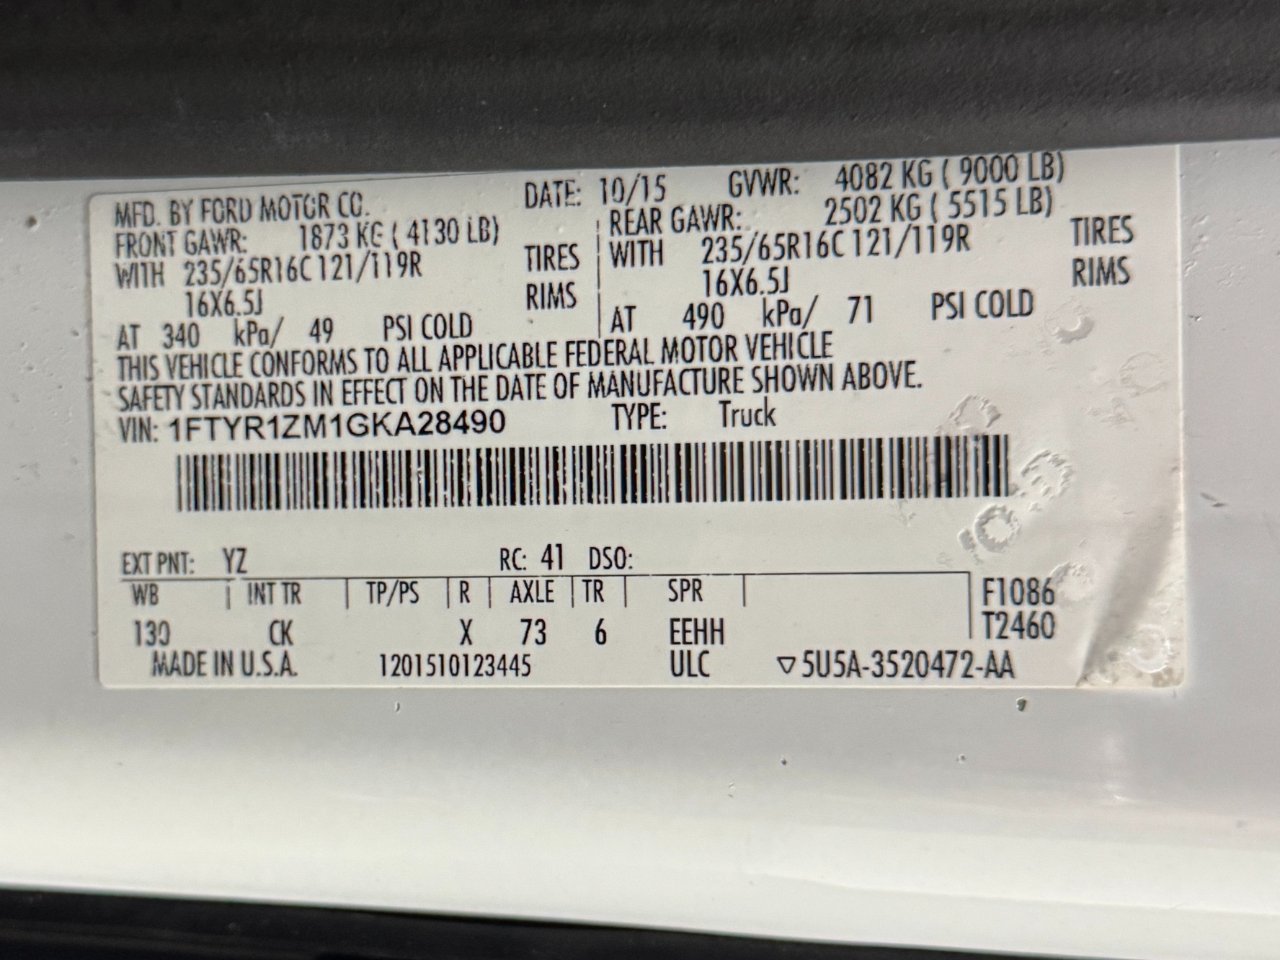 MFD. BY FORD MOTOR CO. DATE: 10/15 GVWR: 4082 KG ( 9000 LB)
FRONT GAWR: 1873 KG ( 4130 LB) REAR GAWR: 2502 KG ( 5515 LB)
WITH 235/65R16C 121/119R TIRES WITH 235/65R16C 121/119R TIRES
16X6.5J RIMS 16X6.5J RIMS
AT 340 kPa/ 49 PSI COLD AT 490 kPa/ 71 PSI COLD
THIS VEHICLE CONFORMS TO ALL APPLICABLE FEDERAL MOTOR VEHICLE
SAFETY STANDARDS IN EFFECT ON THE DATE OF MANUFACTURE SHOWN ABOVE.
VIN: 1FTYR1ZM1GKA28490 TYPE: Truck
EXT PNT: YZ RC: 41 DSO:
WB INT TR TP/PS R AXLE TR SPR F1086
130 CK X 73 6 EEHH T2460
MADE IN U.S.A. 1201510123445 ULC ▽5U5A-3520472-AA